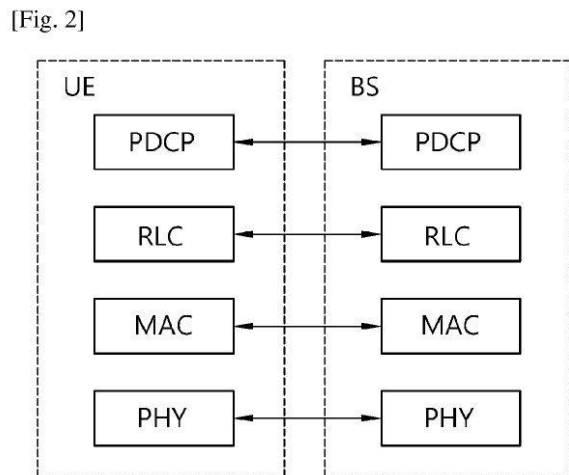 [Fig. 2]
UE BS
PDCP PDCP
RLC RLC
MAC MAC
PHY PHY